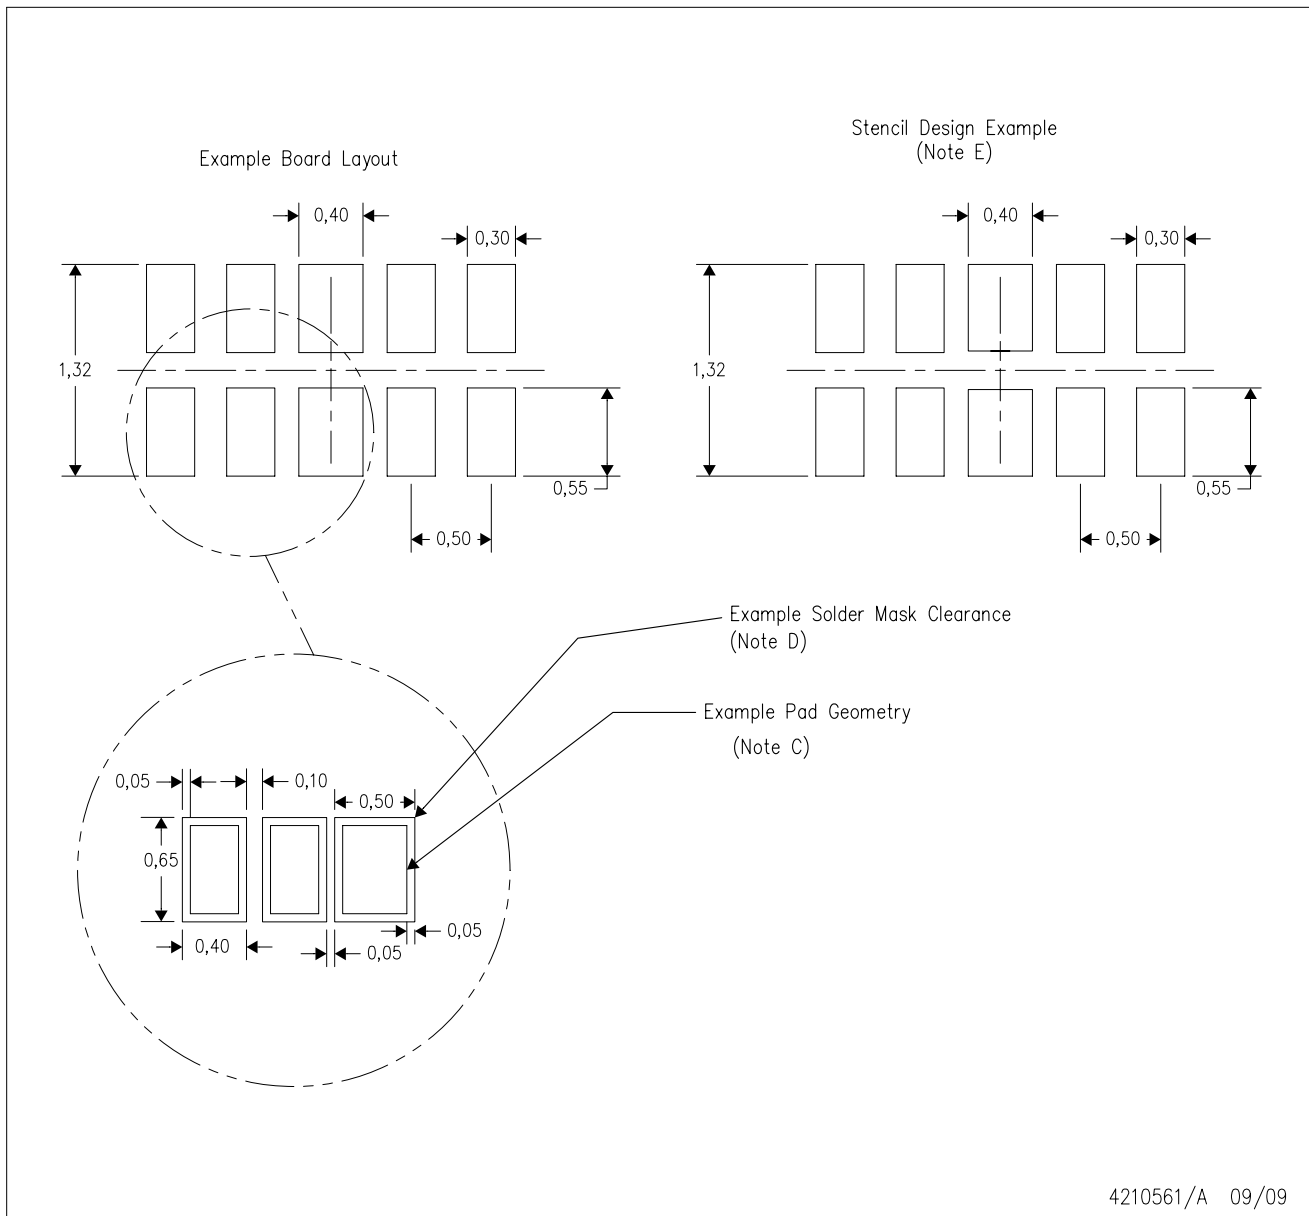 Stencil Design Example
(Note E)
Example Board Layout
0,40
0,30
0,40
0,30
1,32
1,32
0,55
0,55
0,50
0,50
Example Solder Mask Clearance
(Note D)
Example Pad Geometry
(Note C)
0,05
0,10
0,50
0,65
0,05
0,40
0,05
4210561/A 09/09